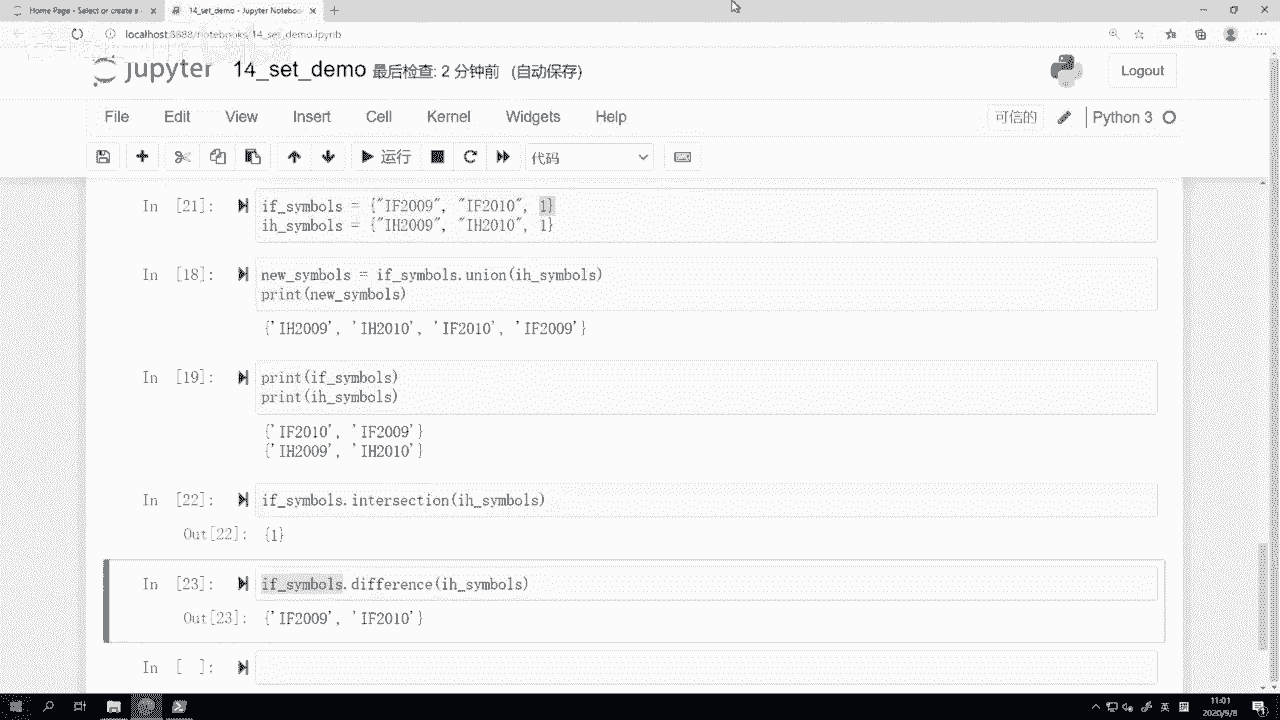 Home Page - Select or create a
14_set_demo - Jupyter Notebo
localhost:8888/notebooks/14_set_demo.ipynb
jupyter 14_set_demo 最后检查: 2 分钟前 (自动保存)
Logout
File Edit View Insert Cell Kernel Widgets Help
可信的
Python 3
运行
代码
In [21]: if_symbols = {"IF2009", "IF2010", 1}
ih_symbols = {"IH2009", "IH2010", 1}
In [18]: new_symbols = if_symbols.union(ih_symbols)
print(new_symbols)
{'IH2009', 'IH2010', 'IF2010', 'IF2009'}
In [19]: print(if_symbols)
print(ih_symbols)
{'IF2010', 'IF2009'}
{'IH2009', 'IH2010'}
In [22]: if_symbols.intersection(ih_symbols)
Out[22]: {1}
In [23]: if_symbols.difference(ih_symbols)
Out[23]: {'IF2009', 'IF2010'}
In [ ]:
英
11:01
2020/9/8